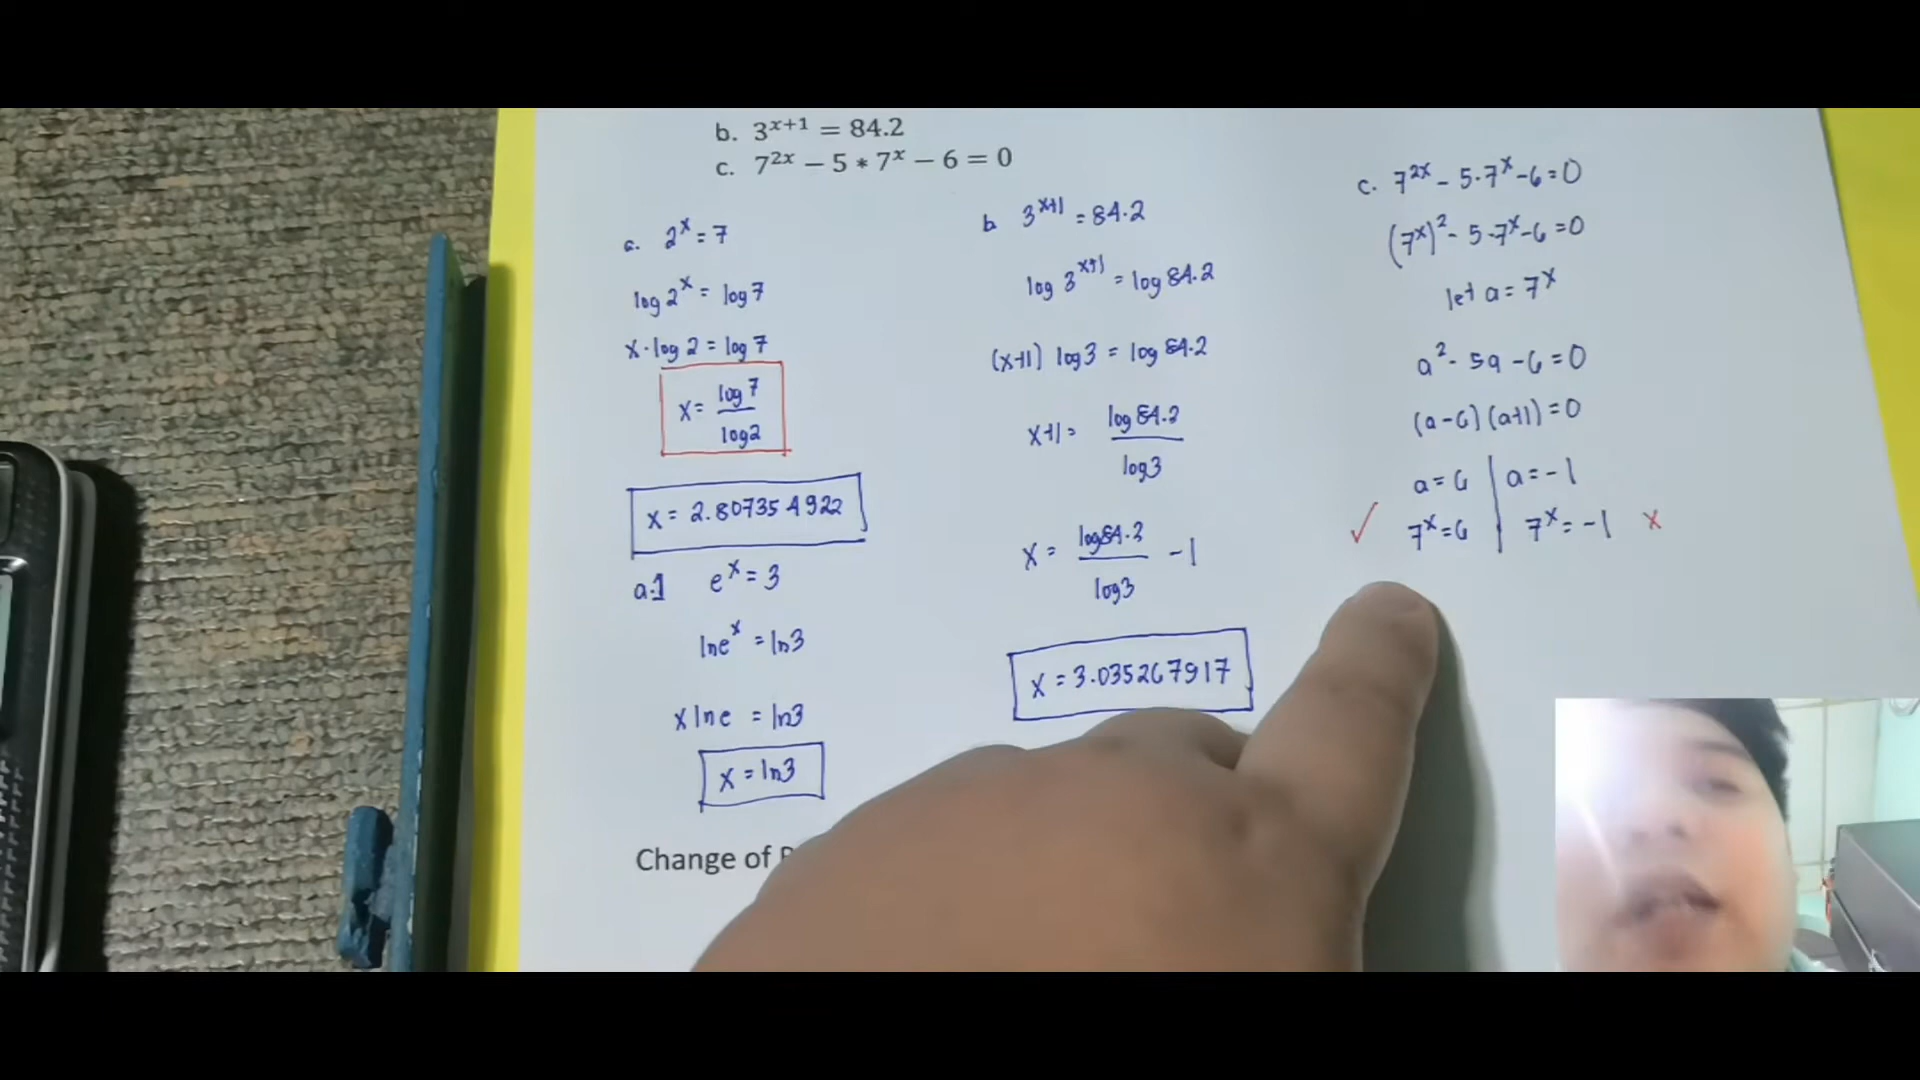 b. 3^{x+1} = 84.2
c. 7^{2x} − 5 ∗ 7^x − 6 = 0
a. 2^x = 7
log 2^x = log 7
x · log 2 = log 7
x = log 7 / log 2
x = 2.807354922
a.1 e^x = 3
ln e^x = ln 3
x ln e = ln 3
x = ln 3
b 3^{x+1} = 84.2
log 3^{x+1} = log 84.2
(x+1) log 3 = log 84.2
x+1 = log 84.2 / log 3
x = log 84.2 / log 3 − 1
x = 3.035267917
c. 7^{2x} − 5·7^x − 6 = 0
(7^x)^2 − 5·7^x − 6 = 0
let a = 7^x
a^2 − 5a − 6 = 0
(a−6)(a+1) = 0
a = 6 | a = −1
✓ 7^x = 6 | 7^x = −1 x
Change of